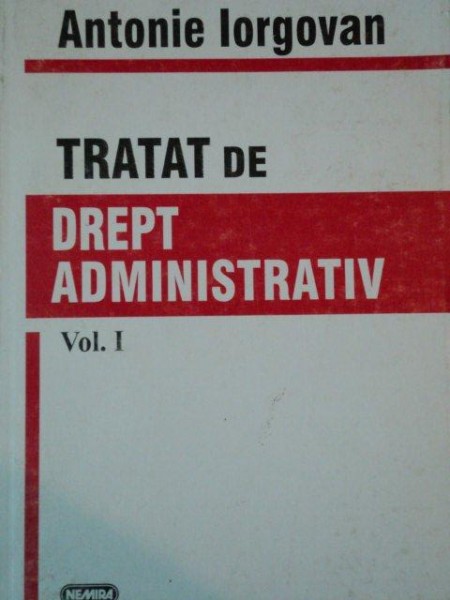 Antonie Iorgovan
TRATAT DE
DREPT
ADMINISTRATIV
Vol. I
NEMIRA